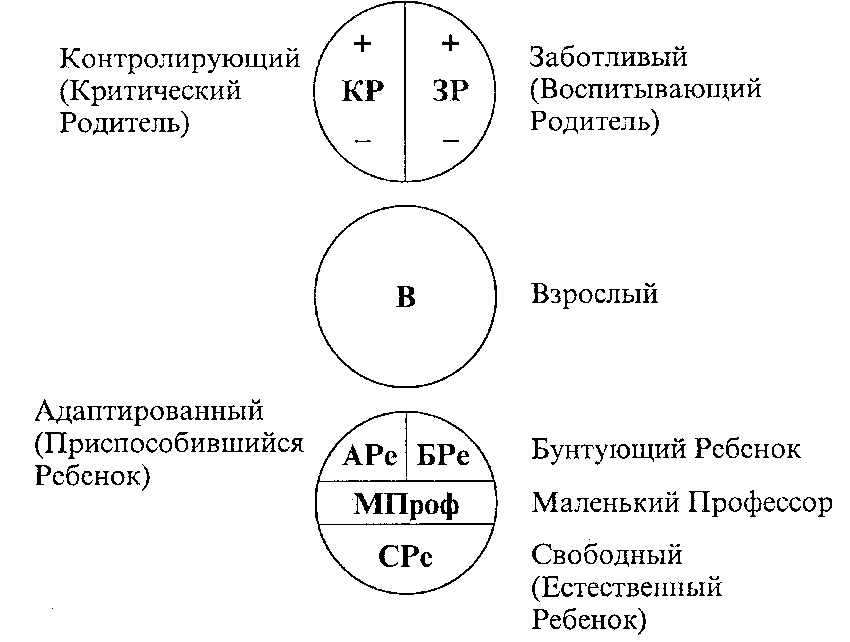 Контролирующий
(Критический
Родитель)
+ +
КР ЗР
– –
Заботливый
(Воспитывающий
Родитель)
В
Взрослый
Адаптированный
(Приспособившийся
Ребенок)
АРе БРе
МПроф
СРе
Бунтующий Ребенок
Маленький Профессор
Свободный
(Естественный
Ребенок)